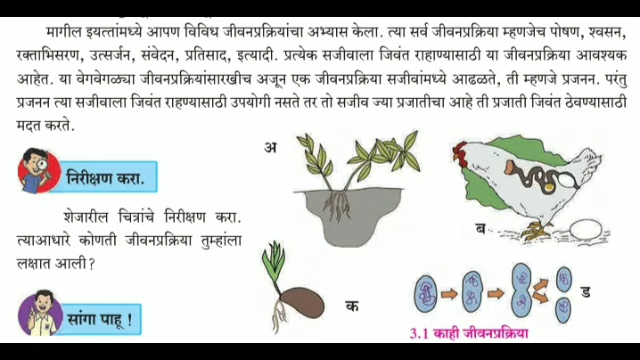 मागील इयत्तांमध्ये आपण विविध जीवनप्रक्रियांचा अभ्यास केला. त्या सर्व जीवनप्रक्रिया म्हणजेच पोषण, श्वसन,
रक्ताभिसरण, उत्सर्जन, संवेदन, प्रतिसाद, इत्यादी. प्रत्येक सजीवाला जिवंत राहाण्यासाठी या जीवनप्रक्रिया आवश्यक
आहेत. या वेगवेगळ्या जीवनप्रक्रियांसारखीच अजून एक जीवनप्रक्रिया सजीवांमध्ये आढळते, ती म्हणजे प्रजनन. परंतु
प्रजनन त्या सजीवाला जिवंत राहण्यासाठी उपयोगी नसते तर तो सजीव ज्या प्रजातीचा आहे ती प्रजाती जिवंत ठेवण्यासाठी
मदत करते.
अ
निरीक्षण करा.
ब
शेजारील चित्रांचे निरीक्षण करा.
त्याआधारे कोणती जीवनप्रक्रिया तुम्हांला
लक्षात आली ?
क
ड
सांगा पाहू !
3.1 काही जीवनप्रक्रिया